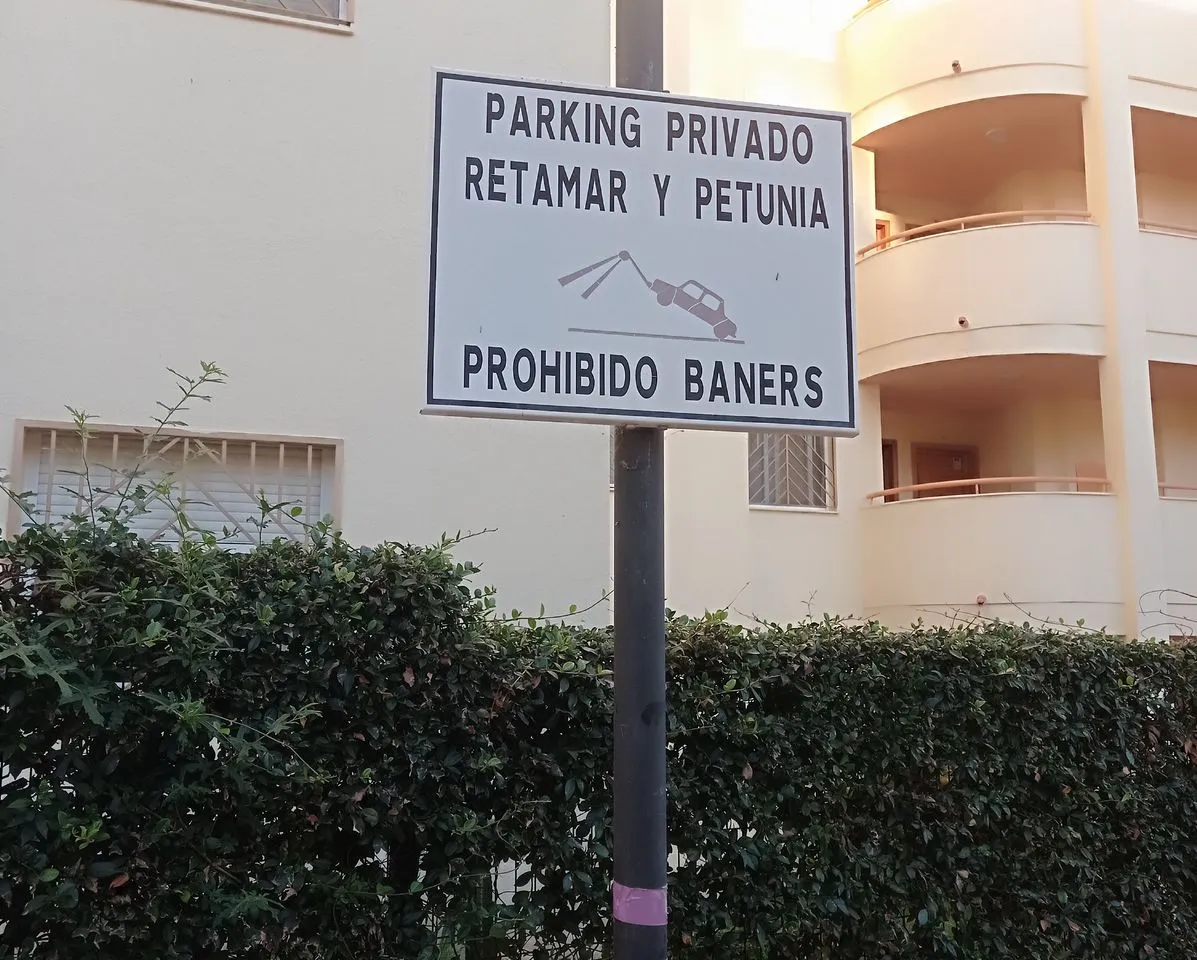 PARKING PRIVADO
RETAMAR Y PETUNIA
PROHIBIDO BANERS